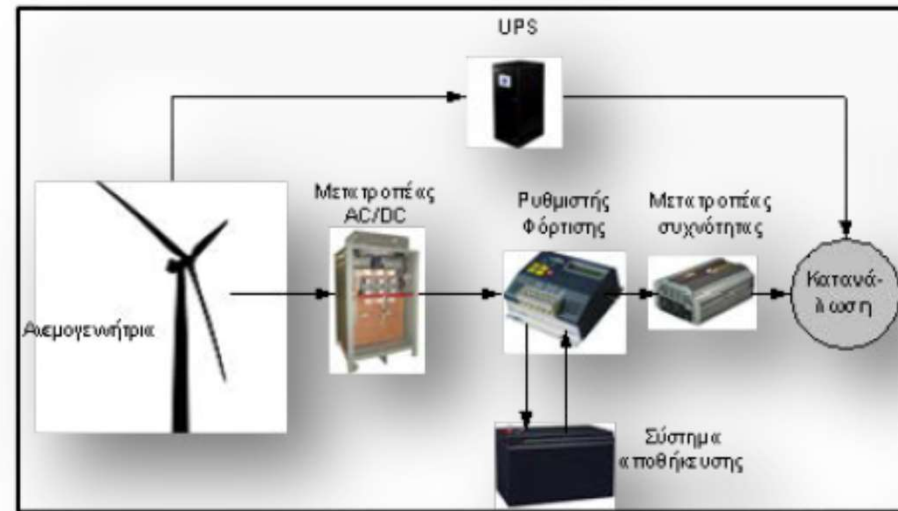 UPS
Μετατροπέας
AC/DC
Ρυθμιστής
Φόρτισης
Μετατροπέας
συχνότητας
Ανεμογεννήτρια
Κατανά-
λωση
Σύστημα
αποθήκευσης